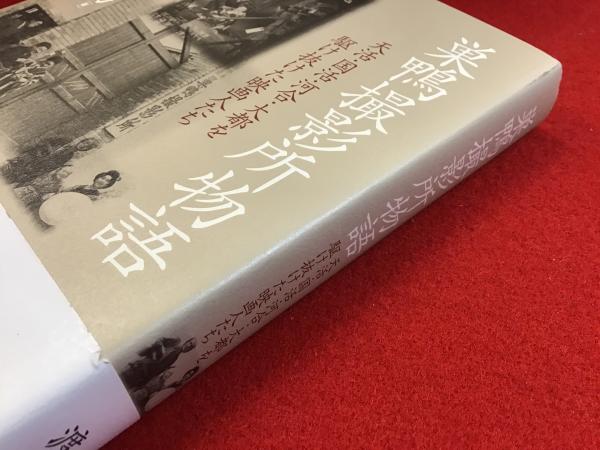 巣鴨撮影所物語
天活・国活・河合・大都を
駆け抜けた映画人たち
巣鴨撮影所物語
天活・国活・河合・大都を
駆け抜けた映画人たち
渡